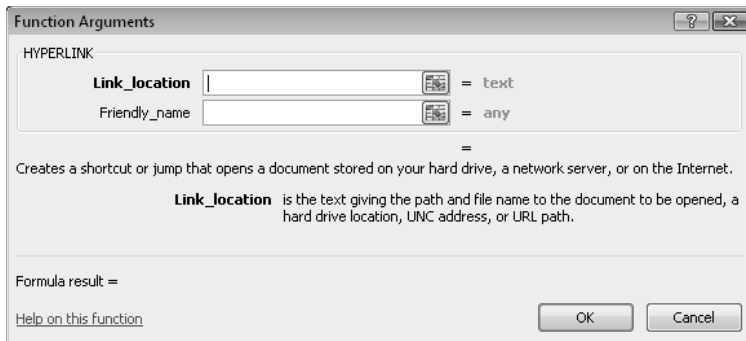 Function Arguments
HYPERLINK
Link_location = text
Friendly_name = any
=
Creates a shortcut or jump that opens a document stored on your hard drive, a network server, or on the Internet.
Link_location is the text giving the path and file name to the document to be opened, a
hard drive location, UNC address, or URL path.
Formula result =
Help on this function OK Cancel